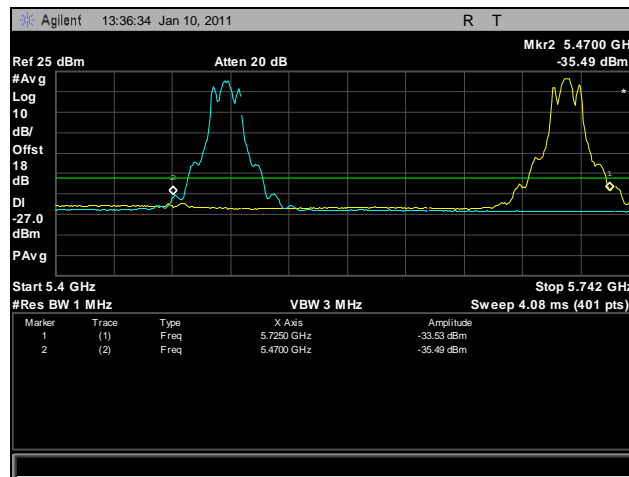 Agilent 13:36:34 Jan 10, 2011 R T
Mkr2 5.4700 GH
Ref 25 dBm Atten 20 dB -35.49 dBm
#Avg
Log
10
dB/
Offst
18
dB
DI
-27.0
dBm
PAvg
*
2
1
Start 5.4 GHz Stop 5.742 GHz
#Res BW 1 MHz VBW 3 MHz Sweep 4.08 ms (401 pts)
Marker Trace Type X Axis Amplitude
1 (1) Freq 5.7250 GHz -33.53 dBm
2 (2) Freq 5.4700 GHz -35.49 dBm